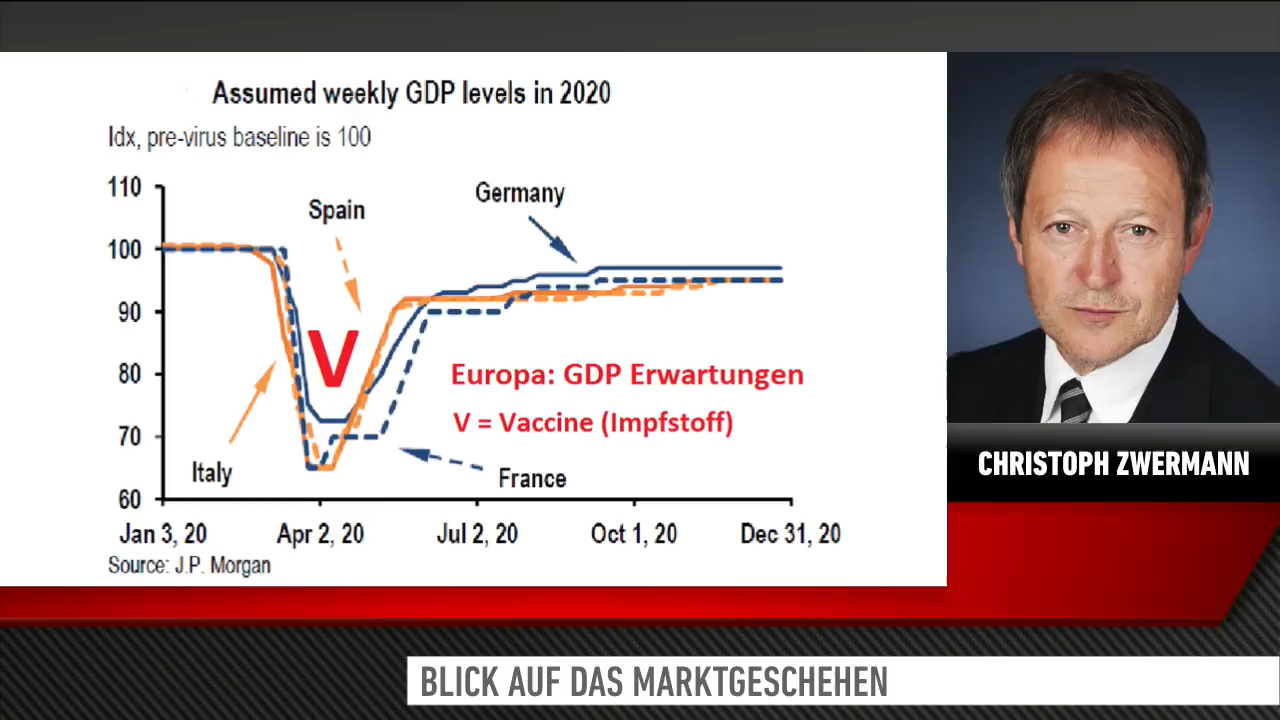 Assumed weekly GDP levels in 2020
Idx, pre-virus baseline is 100
110
100
90
80
70
60
Spain
Germany
V
Europa: GDP Erwartungen
V = Vaccine (Impfstoff)
Italy
France
Jan 3, 20
Apr 2, 20
Jul 2, 20
Oct 1, 20
Dec 31, 20
Source: J.P. Morgan
CHRISTOPH ZWERMANN
BLICK AUF DAS MARKTGESCHEHEN